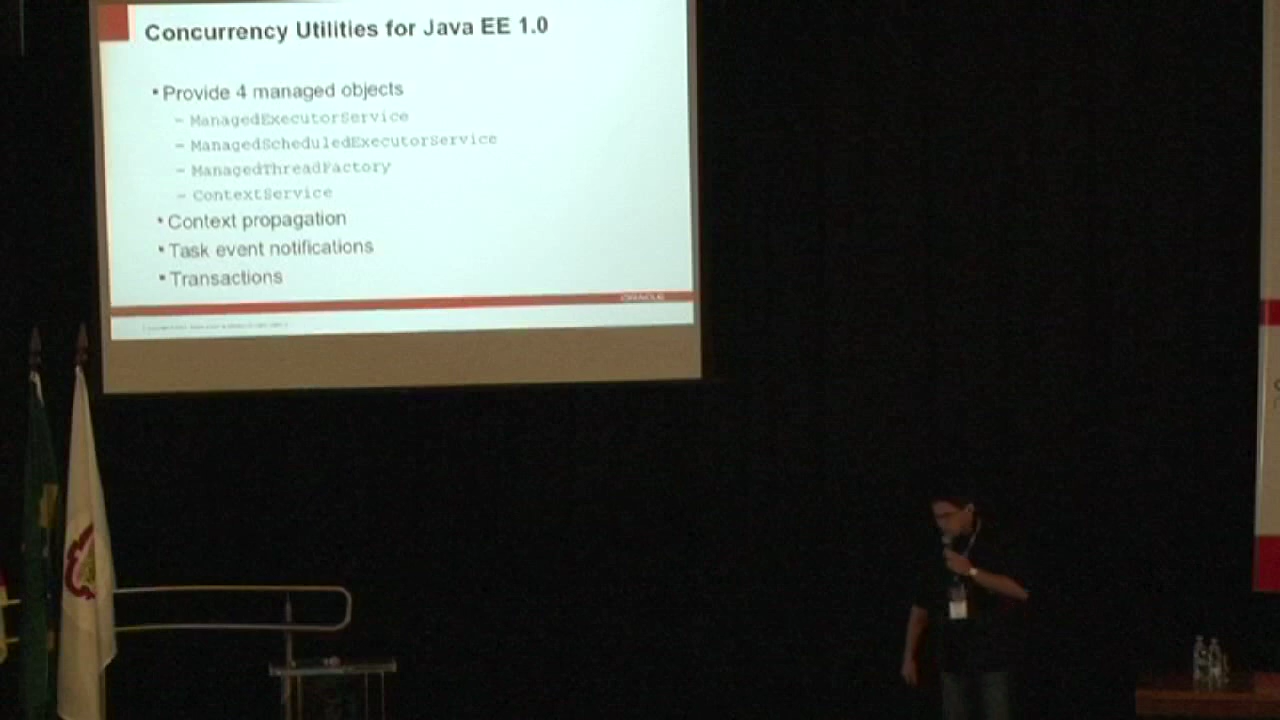 Concurrency Utilities for Java EE 1.0
• Provide 4 managed objects
– ManagedExecutorService
– ManagedScheduledExecutorService
– ManagedThreadFactory
– ContextService
• Context propagation
• Task event notifications
• Transactions
ORACLE